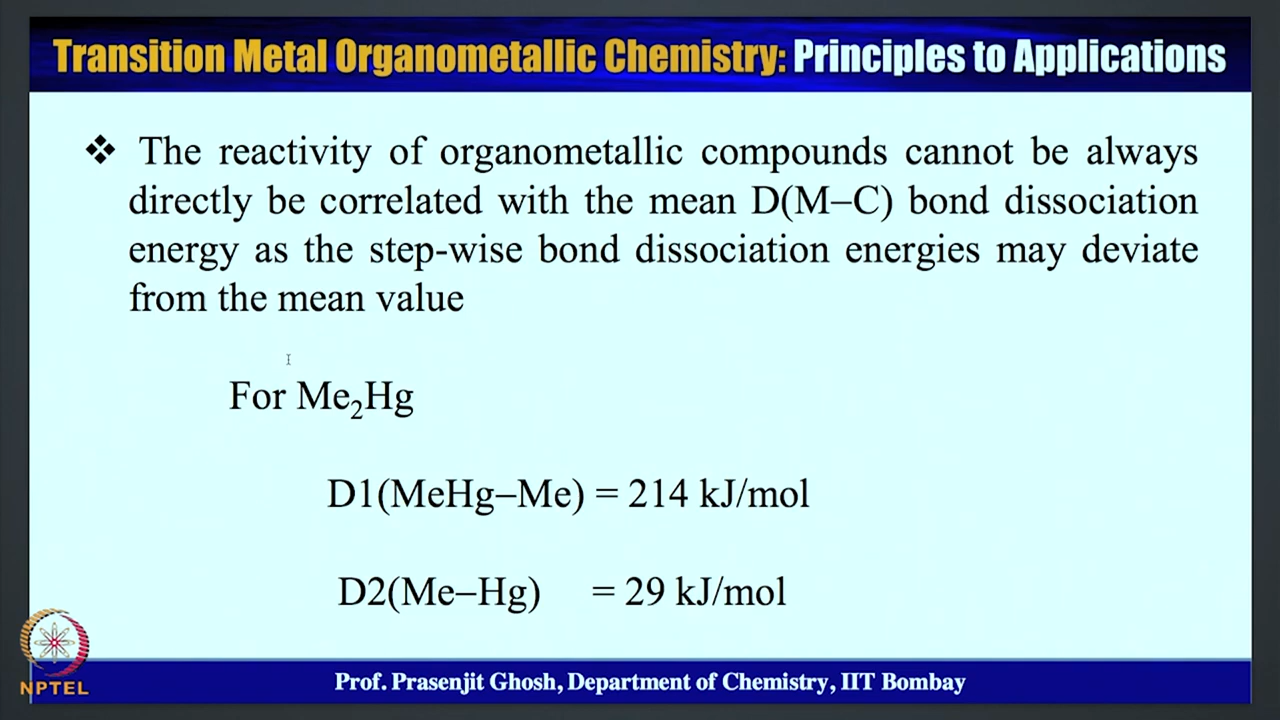 Transition Metal Organometallic Chemistry: Principles to Applications
❖ The reactivity of organometallic compounds cannot be always
directly be correlated with the mean D(M–C) bond dissociation
energy as the step-wise bond dissociation energies may deviate
from the mean value
For Me₂Hg
D1(MeHg–Me) = 214 kJ/mol
D2(Me–Hg) = 29 kJ/mol
NPTEL
Prof. Prasenjit Ghosh, Department of Chemistry, IIT Bombay